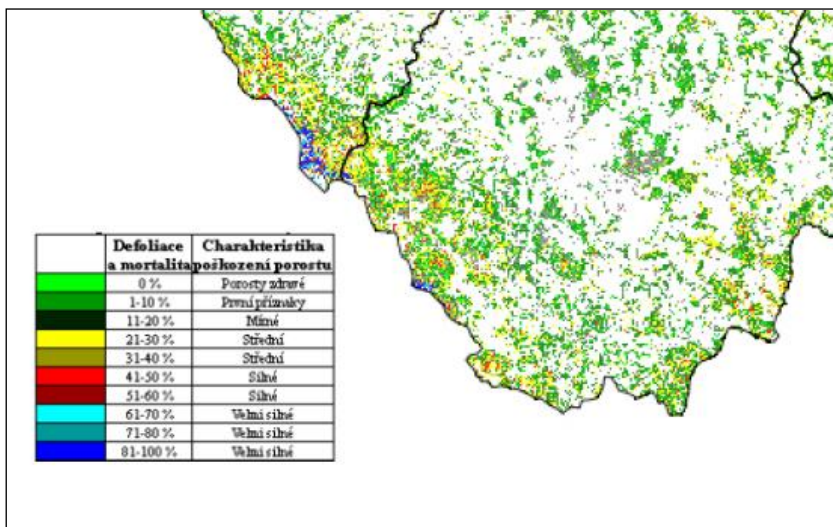 Defoliace Charakteristika
a mortalita poškození porostu
0 % Porosty zdravé
1-10 % První příznaky
11-20 % Mírné
21-30 % Střední
31-40 % Střední
41-50 % Silné
51-60 % Silné
61-70 % Velmi silné
71-80 % Velmi silné
81-100 % Velmi silné